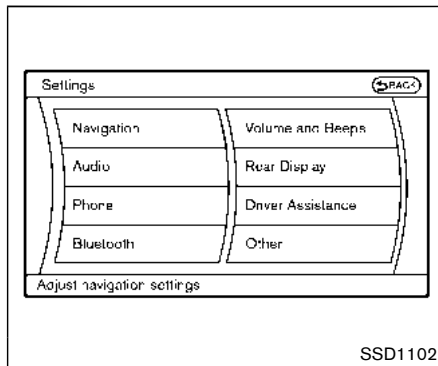 Settings
BACK
Navigation
Volume and Beeps
Audio
Rear Display
Phone
Driver Assistance
Bluetooth
Other
Adjust navigation settings
SSD1102